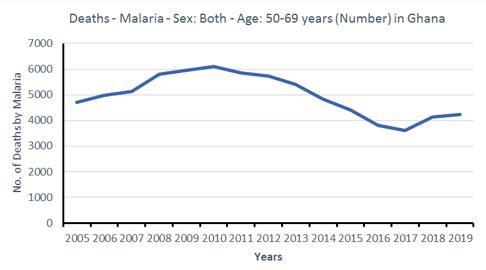 Deaths - Malaria - Sex: Both - Age: 50-69 years (Number) in Ghana
No. of Deaths by Malaria
7000
6000
5000
4000
3000
2000
1000
0
2005 2006 2007 2008 2009 2010 2011 2012 2013 2014 2015 2016 2017 2018 2019
Years